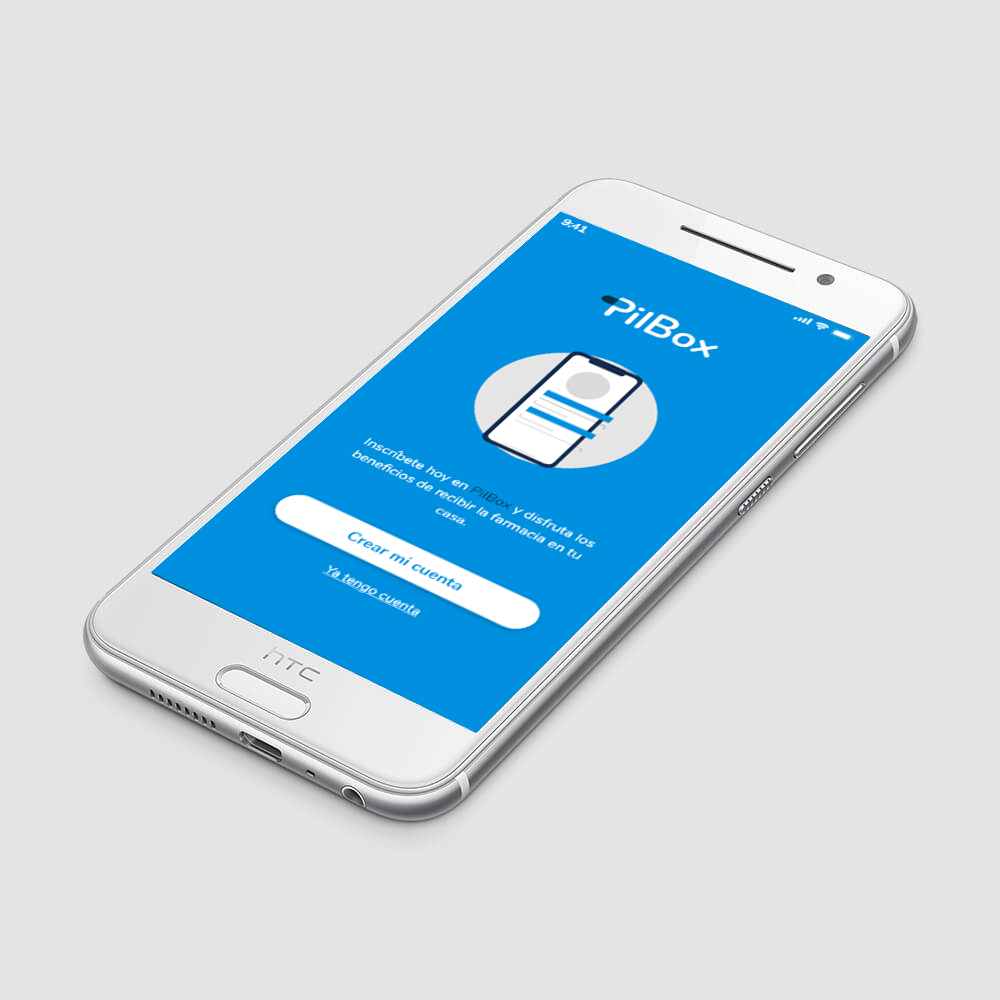 9:41
PilBox
Inscríbete hoy en PilBox y disfruta los
beneficios de recibir la farmacia en tu
casa.
Crear mi cuenta
Ya tengo cuenta
hTC